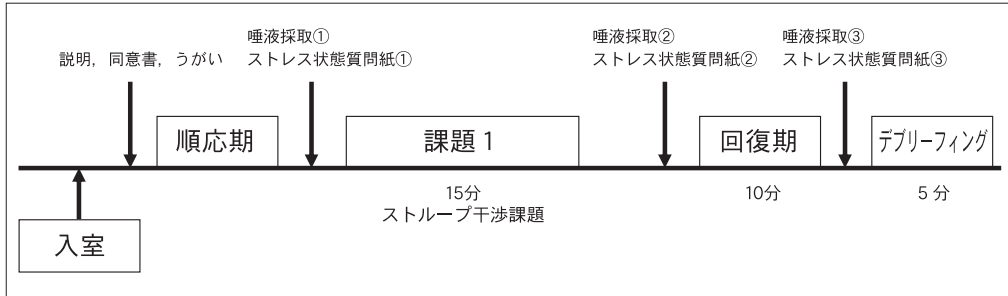 説明，同意書，うがい
唾液採取①
ストレス状態質問紙①
唾液採取②
ストレス状態質問紙②
唾液採取③
ストレス状態質問紙③
順応期
課題１
回復期
デブリーフィング
15分
ストループ干渉課題
10分
５分
入室